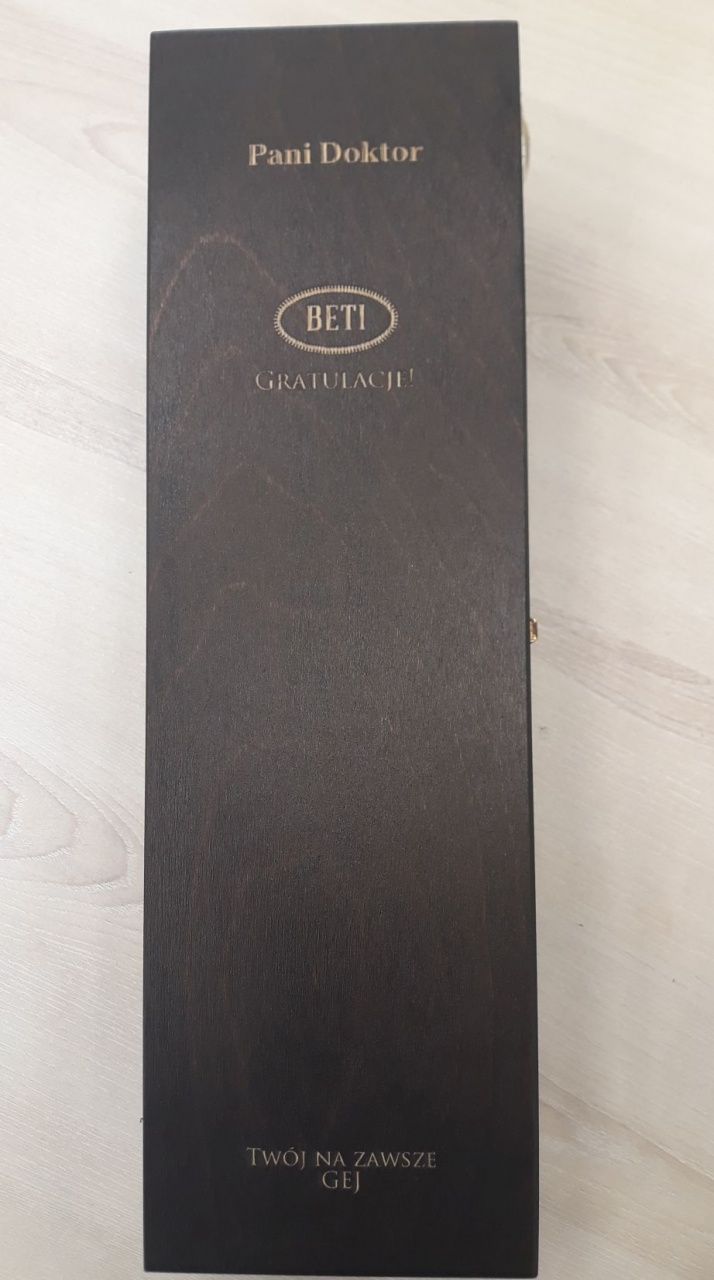 Pani Doktor
BETI
GRATULACJE!
TWÓJ NA ZAWSZE
GEJ